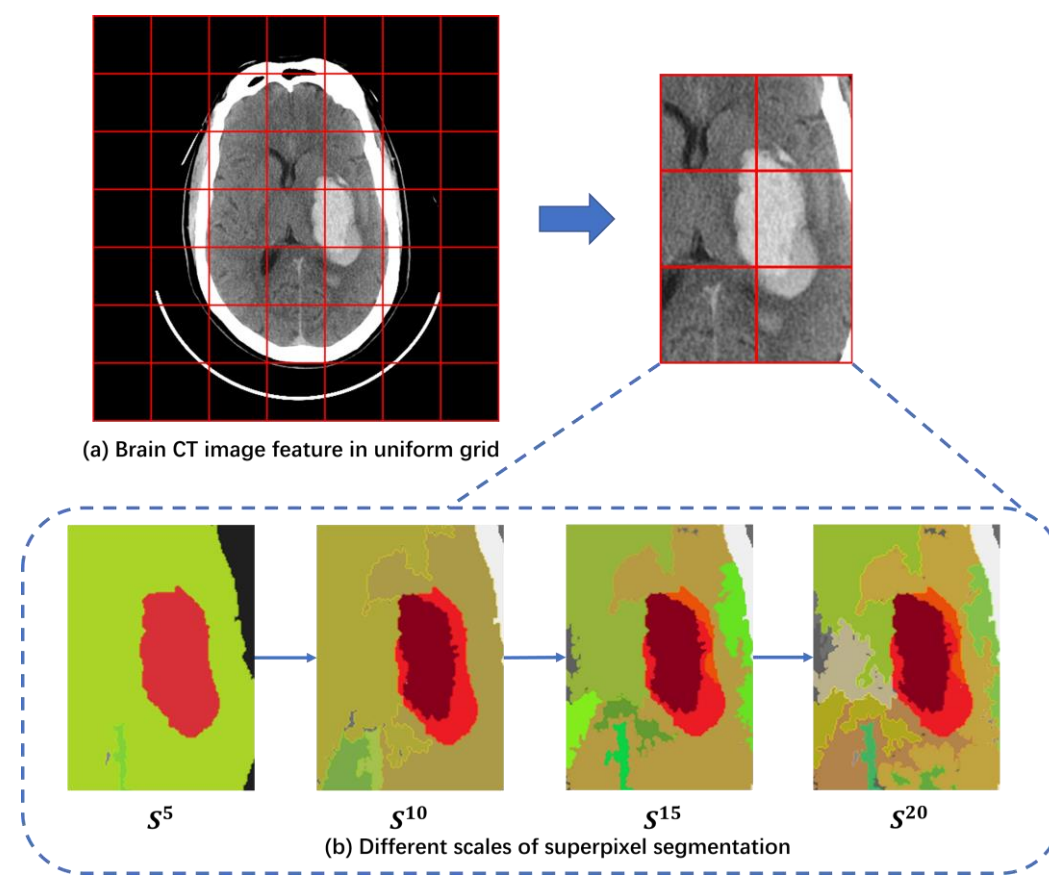 (a) Brain CT image feature in uniform grid
S⁵ S¹⁰ S¹⁵ S²⁰
(b) Different scales of superpixel segmentation